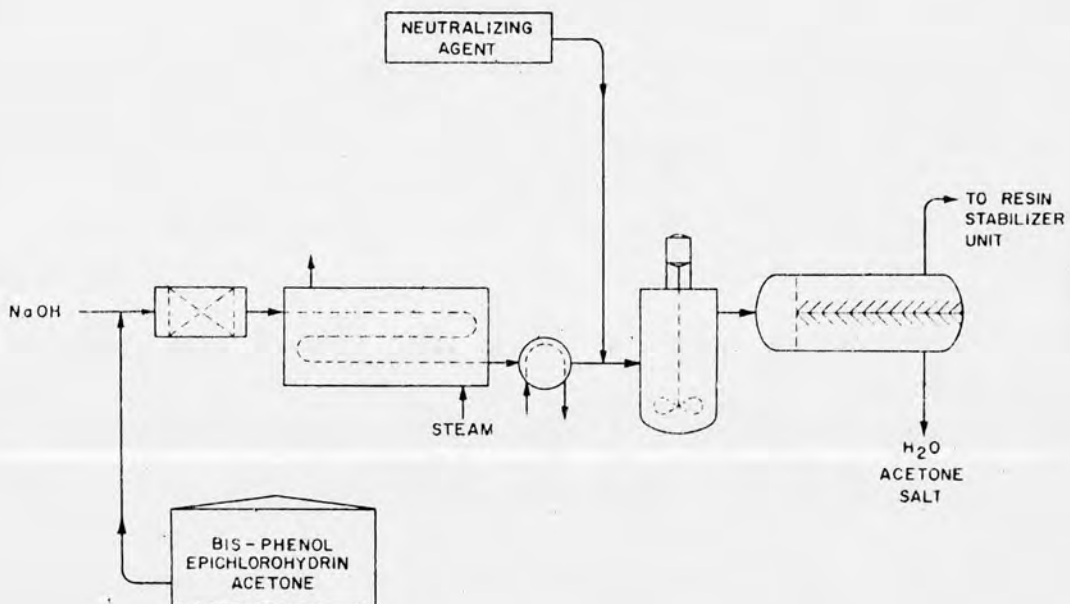 NEUTRALIZING
AGENT
TO RESIN
STABILIZER
UNIT
NaOH
STEAM
H₂O
ACETONE
SALT
BIS-PHENOL
EPICHLOROHYDRIN
ACETONE